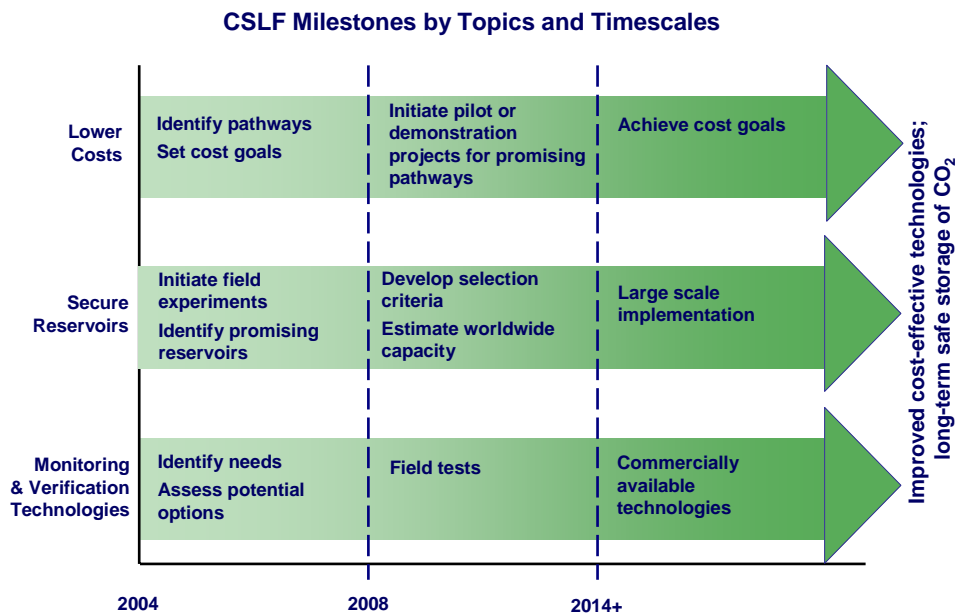 CSLF Milestones by Topics and Timescales
Lower
Costs
Identify pathways
Set cost goals
Initiate pilot or
demonstration
projects for promising
pathways
Achieve cost goals
Secure
Reservoirs
Initiate field
experiments
Identify promising
reservoirs
Develop selection
criteria
Estimate worldwide
capacity
Large scale
implementation
Monitoring
& Verification
Technologies
Identify needs
Assess potential
options
Field tests
Commercially
available
technologies
Improved cost-effective technologies;
long-term safe storage of CO₂
2004
2008
2014+